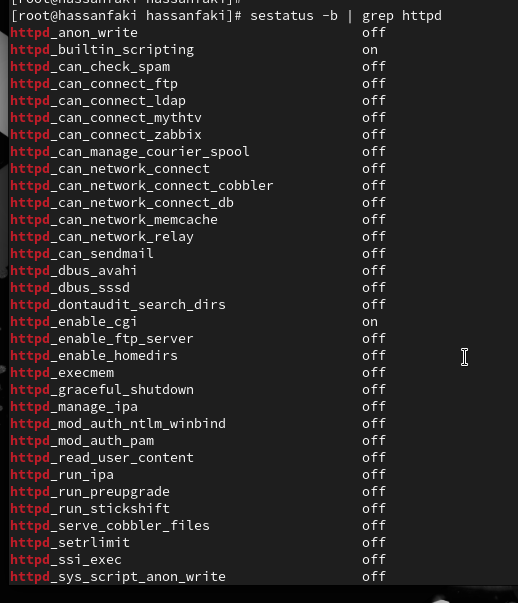 [root@hassanfaki hassanfaki]#
[root@hassanfaki hassanfaki]# sestatus -b | grep httpd
httpd_anon_write off
httpd_builtin_scripting on
httpd_can_check_spam off
httpd_can_connect_ftp off
httpd_can_connect_ldap off
httpd_can_connect_mythtv off
httpd_can_connect_zabbix off
httpd_can_manage_courier_spool off
httpd_can_network_connect off
httpd_can_network_connect_cobbler off
httpd_can_network_connect_db off
httpd_can_network_memcache off
httpd_can_network_relay off
httpd_can_sendmail off
httpd_dbus_avahi off
httpd_dbus_sssd off
httpd_dontaudit_search_dirs off
httpd_enable_cgi on
httpd_enable_ftp_server off
httpd_enable_homedirs off
httpd_execmem off
httpd_graceful_shutdown off
httpd_manage_ipa off
httpd_mod_auth_ntlm_winbind off
httpd_mod_auth_pam off
httpd_read_user_content off
httpd_run_ipa off
httpd_run_preupgrade off
httpd_run_stickshift off
httpd_serve_cobbler_files off
httpd_setrlimit off
httpd_ssi_exec off
httpd_sys_script_anon_write off